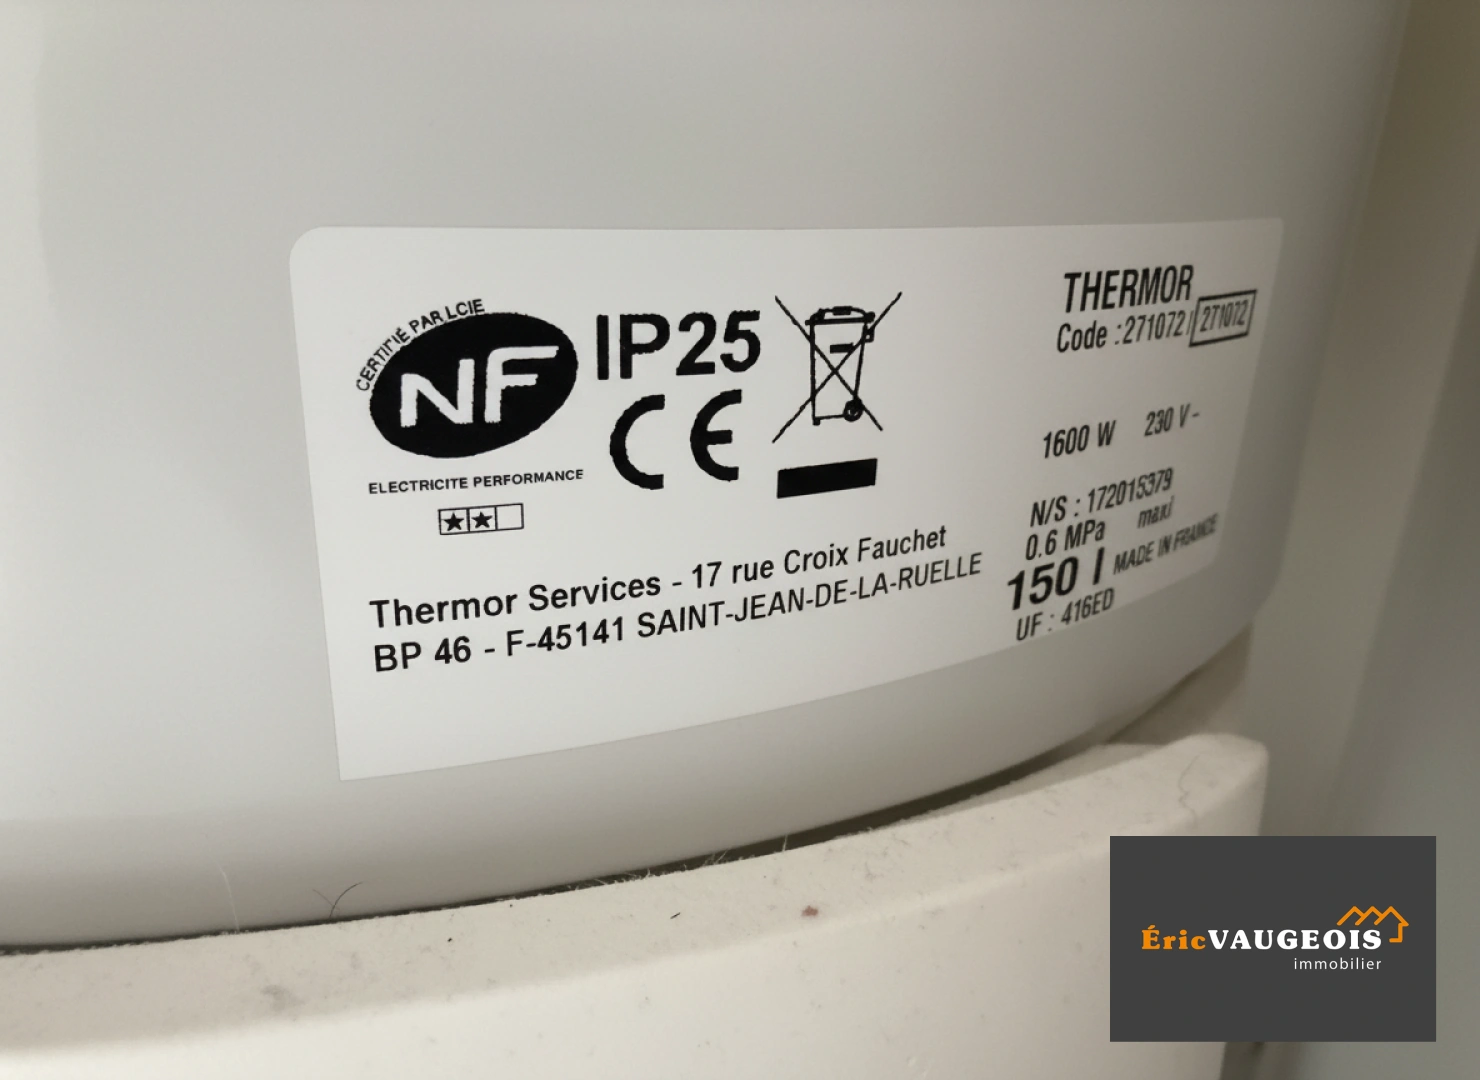 CERTIFIÉ PAR LCIE
NF
ELECTRICITE PERFORMANCE
IP25
CE
THERMOR
Code : 271072 / 271072
1600 W 230 V~
N/S : 172015379
0.6 MPa maxi
150 l MADE IN FRANCE
UF : 416ED
Thermor Services - 17 rue Croix Fauchet
BP 46 - F-45141 SAINT-JEAN-DE-LA-RUELLE
ÉricVAUGEOIS
immobilier